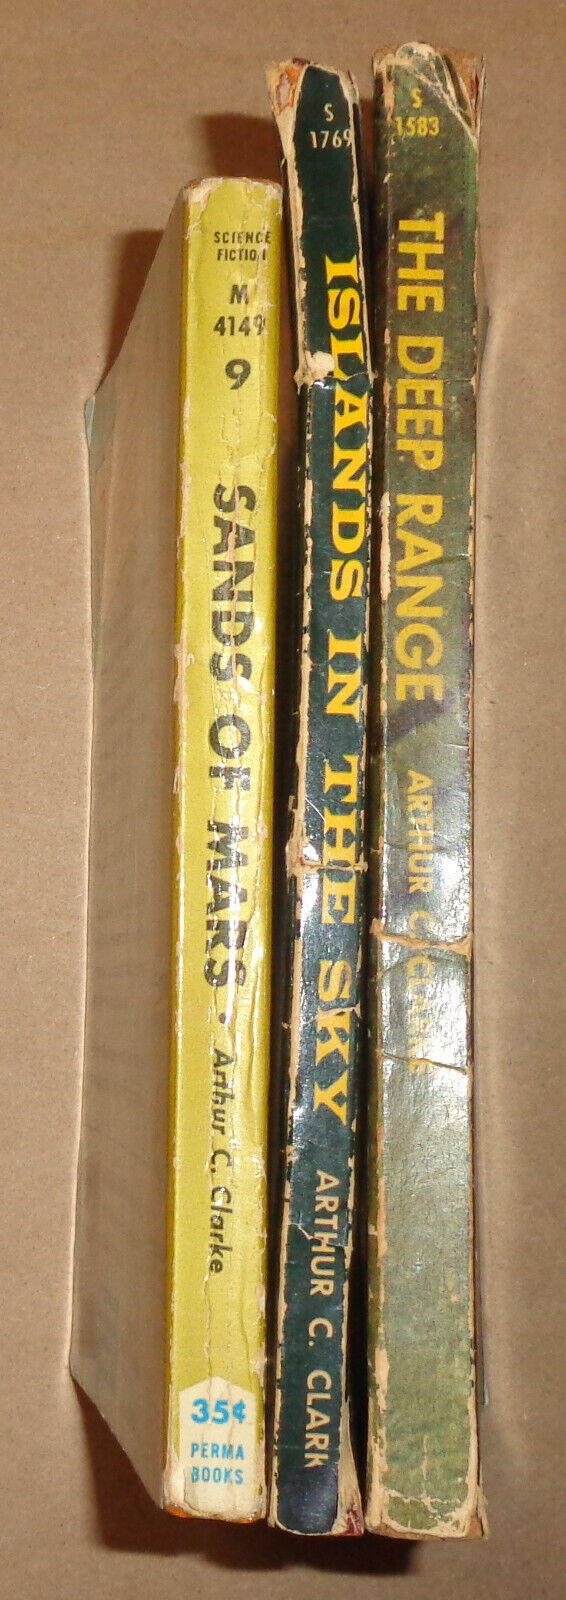 SCIENCE
FICTION
M
4149
9
SANDS OF MARS · Arthur C. Clarke
35¢
PERMA
BOOKS
S
1769
ISLANDS IN THE SKY ARTHUR C. CLARK
S
1583
THE DEEP RANGE ARTHUR C. CLARKE